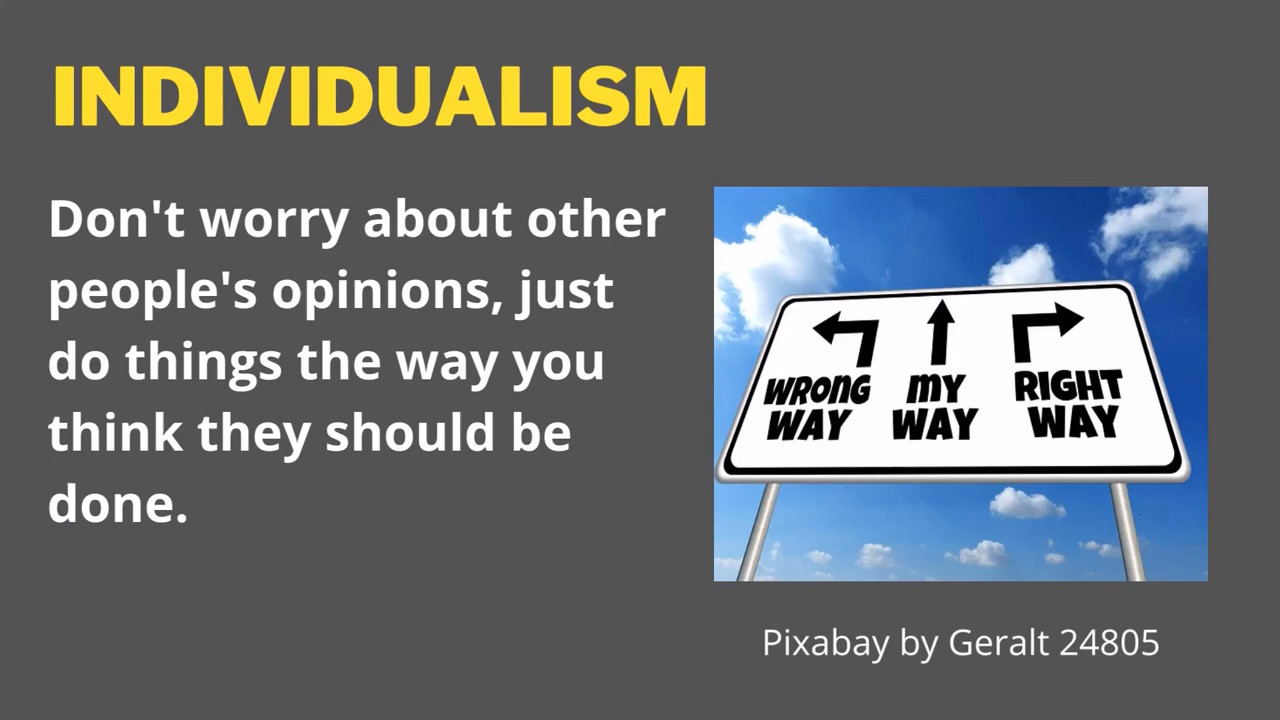 INDIVIDUALISM
Don't worry about other
people's opinions, just
do things the way you
think they should be
done.
WRONG WAY
MY WAY
RIGHT WAY
Pixabay by Geralt 24805